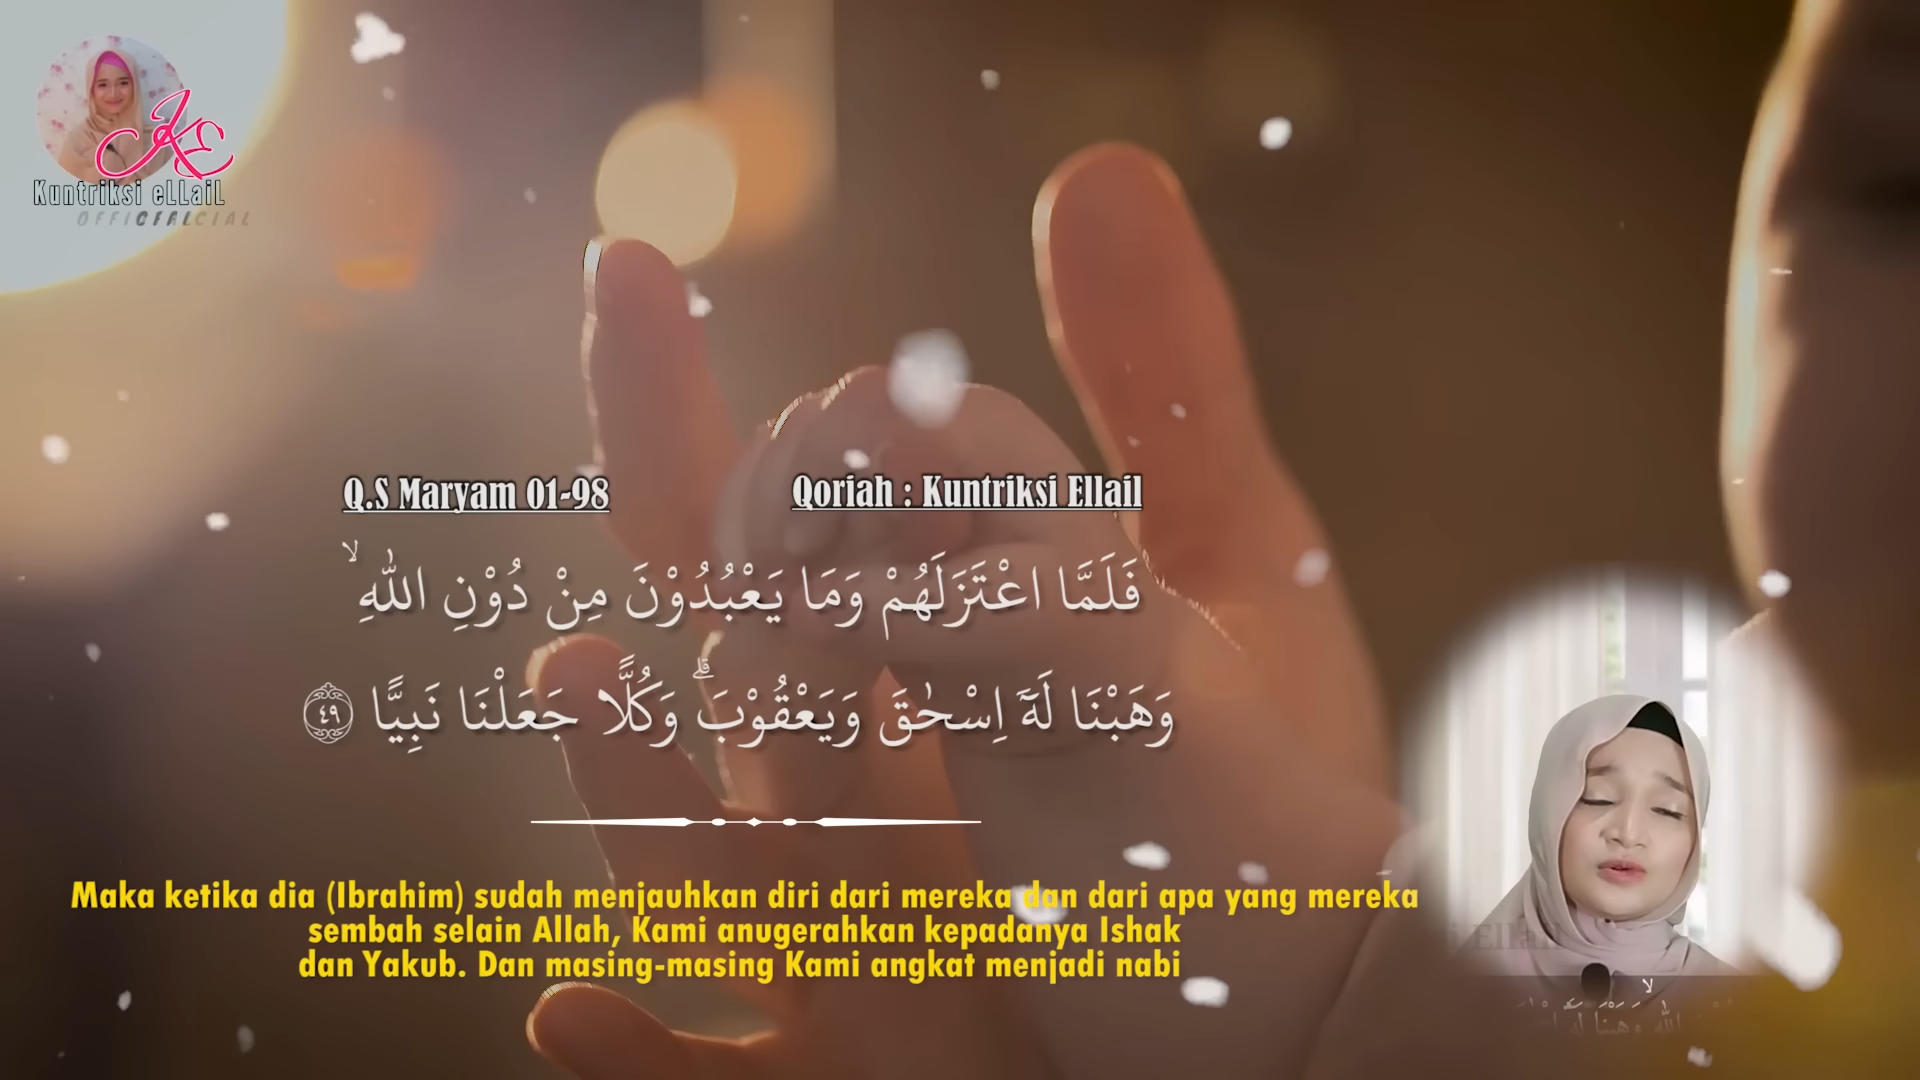 KE
Kuntriksi eLLaiL
OFFICIAL
Q.S Maryam 01-98
Qoriah : Kuntriksi Ellail
فَلَمَّا اعْتَزَلَهُمْ وَمَا يَعْبُدُوْنَ مِنْ دُوْنِ اللّٰهِ ۙ
وَهَبْنَا لَهٗٓ اِسْحٰقَ وَيَعْقُوْبَ ۗ وَكُلًّا جَعَلْنَا نَبِيًّا ٤٩
Maka ketika dia (Ibrahim) sudah menjauhkan diri dari mereka dan dari apa yang mereka
sembah selain Allah, Kami anugerahkan kepadanya Ishak
dan Yakub. Dan masing-masing Kami angkat menjadi nabi